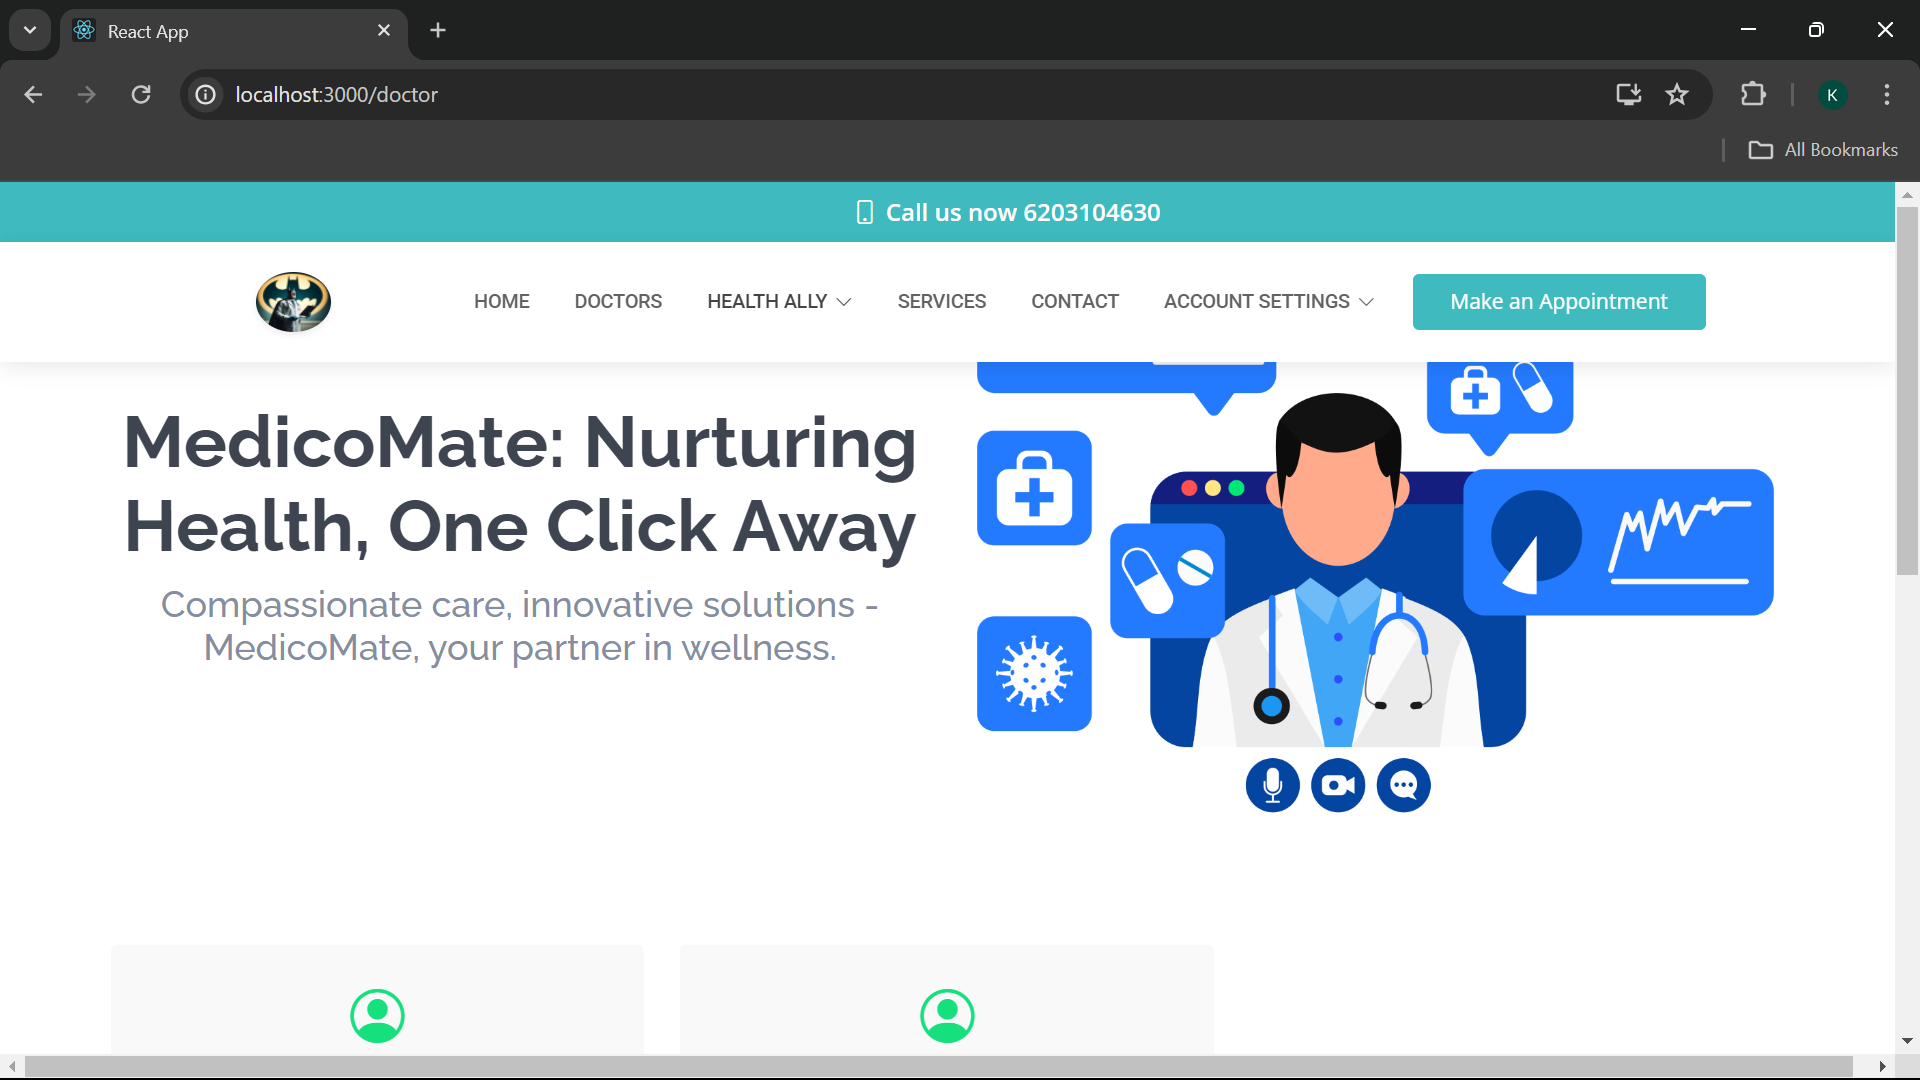 React App
localhost:3000/doctor
K
All Bookmarks
Call us now 6203104630
HOME
DOCTORS
HEALTH ALLY
SERVICES
CONTACT
ACCOUNT SETTINGS
Make an Appointment
MedicoMate: Nurturing
Health, One Click Away
Compassionate care, innovative solutions -
MedicoMate, your partner in wellness.